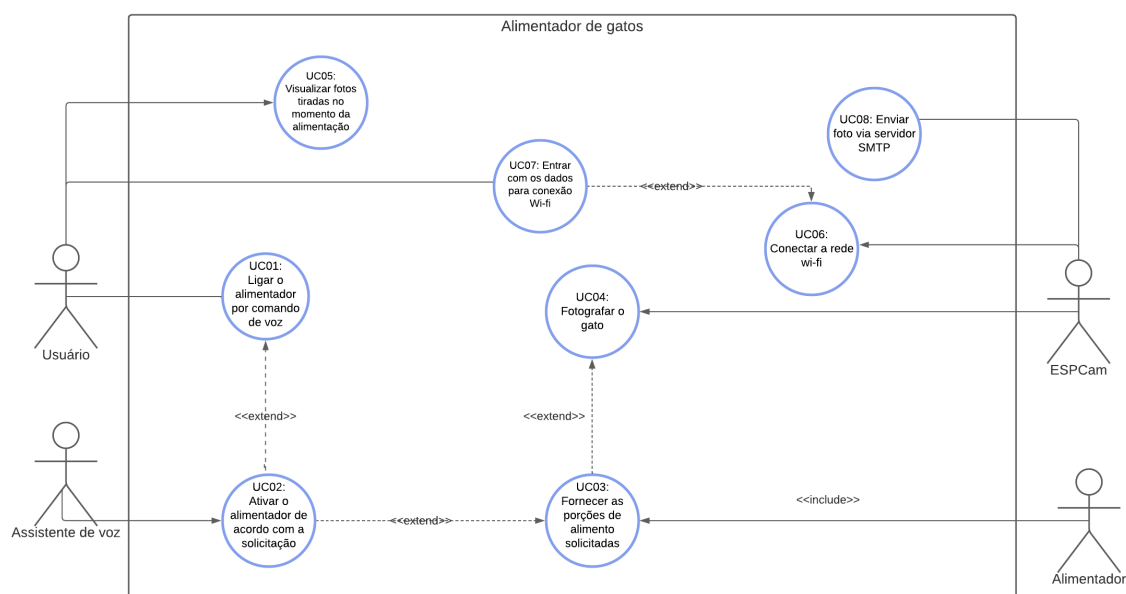 Alimentador de gatos
UC05:
Visualizar fotos
tiradas no
momento da
alimentação
UC08: Enviar
foto via servidor
SMTP
UC07: Entrar
com os dados
para conexão
Wi-fi
<<extend>>
UC06:
Conectar a rede
wi-fi
UC01:
Ligar o
alimentador
por comando
de voz
UC04:
Fotografar o
gato
Usuário
ESPCam
<<extend>>
<<extend>>
UC02:
Ativar o
alimentador de
acordo com a
solicitação
<<extend>>
UC03:
Fornecer as
porções de
alimento
solicitadas
<<include>>
Assistente de voz
Alimentador